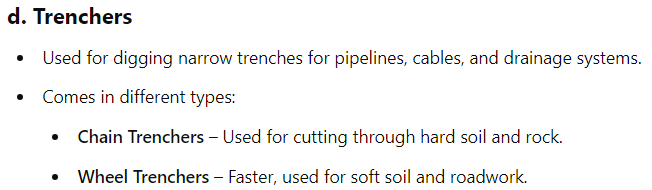 d. Trenchers
• Used for digging narrow trenches for pipelines, cables, and drainage systems.
• Comes in different types:
• Chain Trenchers – Used for cutting through hard soil and rock.
• Wheel Trenchers – Faster, used for soft soil and roadwork.